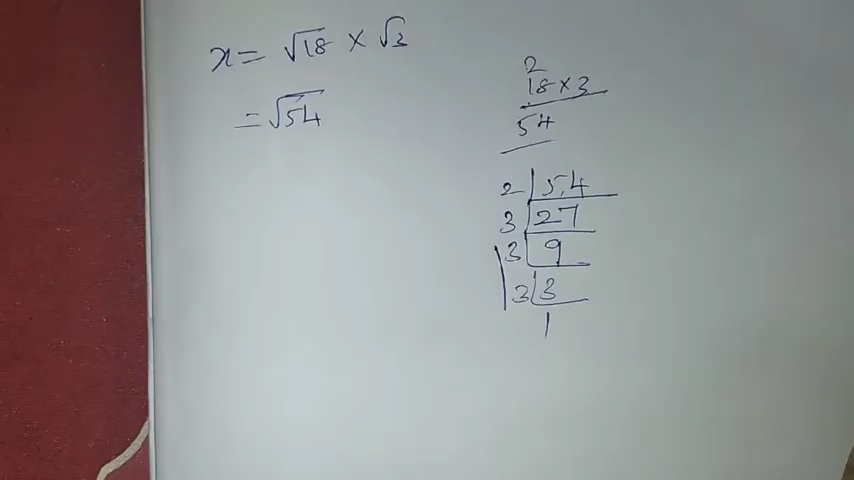 x = √18 × √3
= √54
2
18 × 3
54
2 | 54
3 | 27
3 | 9
3 | 3
1